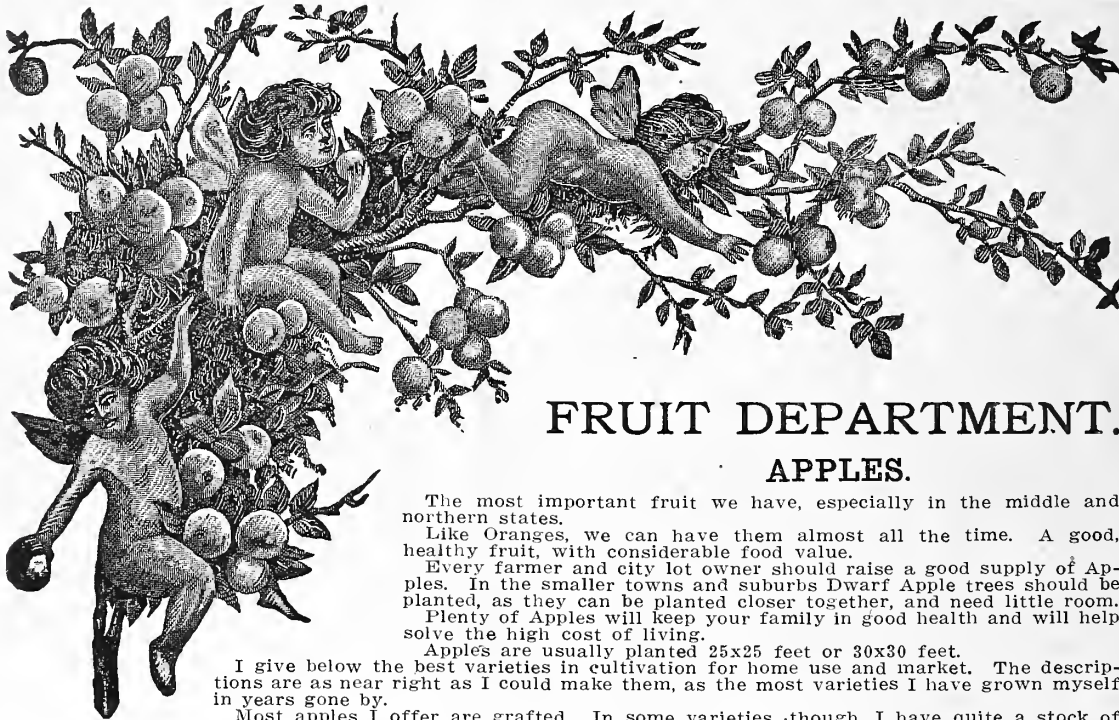 FRUIT DEPARTMENT.
APPLES.
The most important fruit we have, especially in the middle and
northern states.
Like Oranges, we can have them almost all the time. A good,
healthy fruit, with considerable food value.
Every farmer and city lot owner should raise a good supply of Ap-
ples. In the smaller towns and suburbs Dwarf Apple trees should be
planted, as they can be planted closer together, and need little room.
Plenty of Apples will keep your family in good health and will help
solve the high cost of living.
Apples are usually planted 25x25 feet or 30x30 feet.
I give below the best varieties in cultivation for home use and market. The descrip-
tions are as near right as I could make them, as the most varieties I have grown myself
in years gone by.
Most apples I offer are grafted. In some varieties though I have quite a stock of